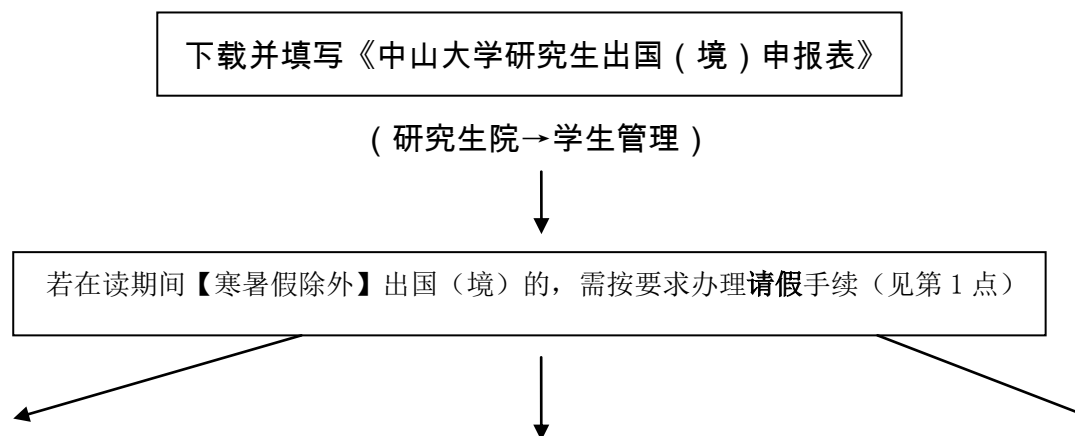 下载并填写《中山大学研究生出国（境）申报表》
（研究生院→学生管理）
若在读期间【寒暑假除外】出国（境）的，需按要求办理请假手续（见第 1 点）